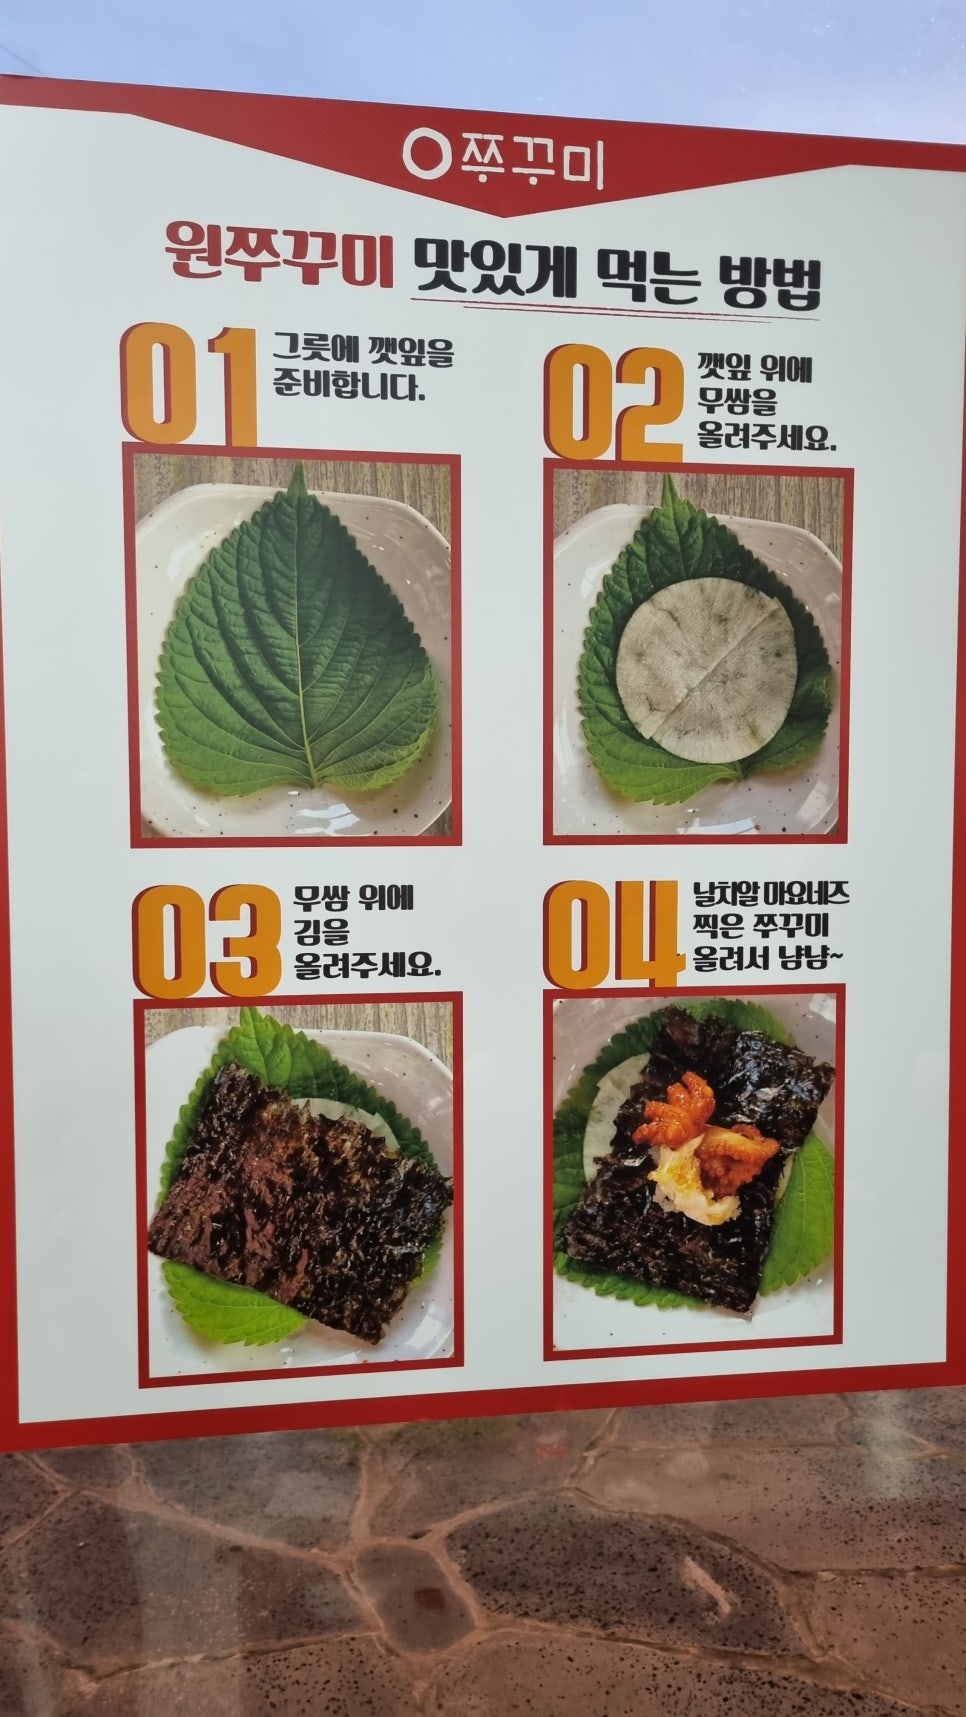 O쭈꾸미
원쭈꾸미 맛있게 먹는 방법
01
그릇에 깻잎을
준비합니다.
02
깻잎 위에
무쌈을
올려주세요.
03
무쌈 위에
김을
올려주세요.
04
날치알 마요네즈
찍은 쭈꾸미
올려서 냠냠~